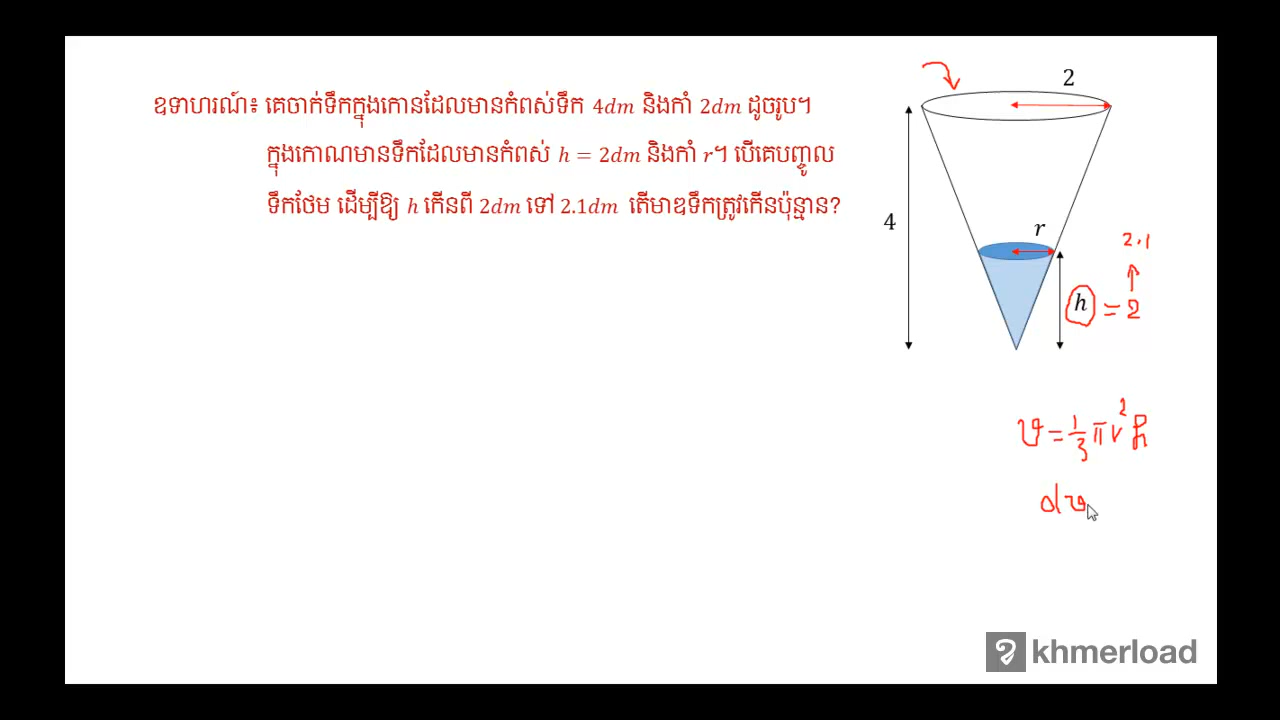 ឧទាហរណ៍៖ គេចាក់ទឹកក្នុងកោនដែលមានកំពស់ទឹក 4dm និងកាំ 2dm ដូចរូប។
ក្នុងកោណមានទឹកដែលមានកំពស់ h = 2dm និងកាំ r។ បើគេបញ្ចូល
ទឹកថែម ដើម្បីឱ្យ h កើនពី 2dm ទៅ 2.1dm តើមាឌទឹកត្រូវកើនប៉ុន្មាន?
2
4
r
2.1
h = 2
v = 1/3 πr²h
dv
khmerload